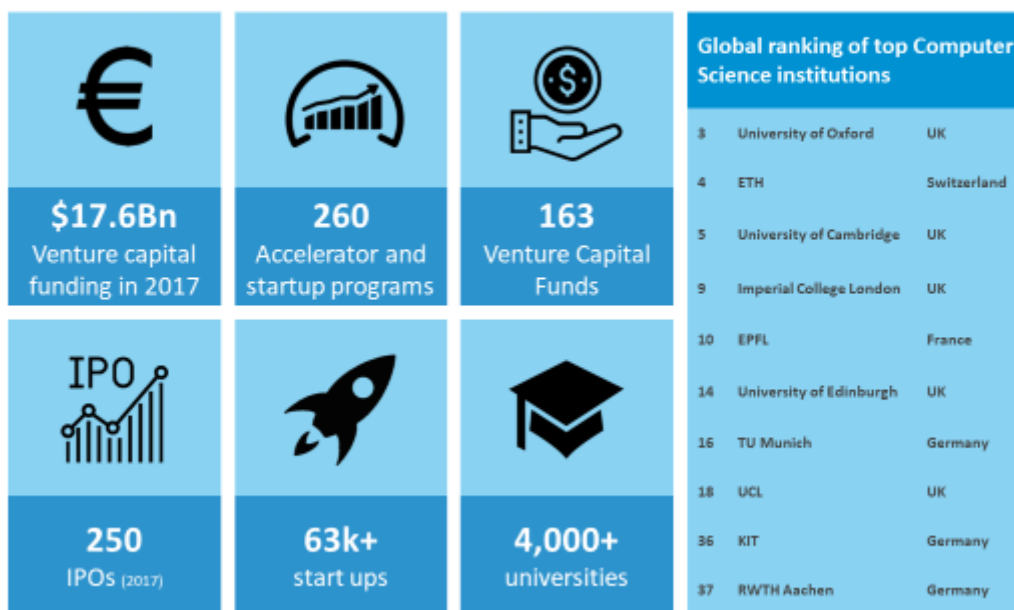 €
$17.6Bn
Venture capital
funding in 2017
260
Accelerator and
startup programs
$
163
Venture Capital
Funds
IPO
250
IPOs (2017)
63k+
start ups
4,000+
universities
Global ranking of top Computer
Science institutions
3 University of Oxford UK
4 ETH Switzerland
5 University of Cambridge UK
9 Imperial College London UK
10 EPFL France
14 University of Edinburgh UK
16 TU Munich Germany
18 UCL UK
36 KIT Germany
37 RWTH Aachen Germany